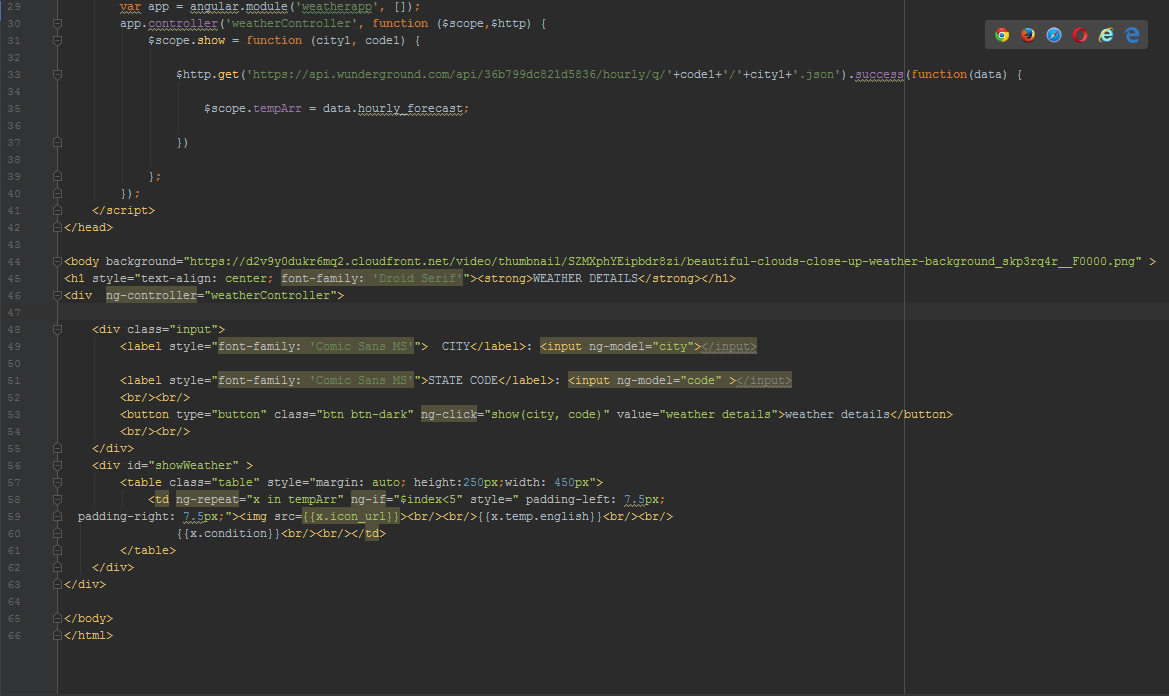 29 var app = angular.module('weatherapp', []);
30 app.controller('weatherController', function ($scope,$http) {
31 $scope.show = function (city1, code1) {
32
33 $http.get('https://api.wunderground.com/api/36b799dc821d5836/hourly/q/'+code1+'/'+city1+'.json').success(function(data) {
34
35 $scope.tempArr = data.hourly_forecast;
36
37 })
38
39 };
40 });
41 </script>
42 </head>
43
44 <body background="https://d2v9y0dukr6mq2.cloudfront.net/video/thumbnail/SZMXphYEipbdr8zi/beautiful-clouds-close-up-weather-background_skp3rq4r__F0000.png" >
45 <h1 style="text-align: center; font-family: 'Droid Serif'"><strong>WEATHER DETAILS</strong></h1>
46 <div ng-controller="weatherController">
47
48 <div class="input">
49 <label style="font-family: 'Comic Sans MS'"> CITY</label>: <input ng-model="city"></input>
50
51 <label style="font-family: 'Comic Sans MS'">STATE CODE</label>: <input ng-model="code" ></input>
52 <br/><br/>
53 <button type="button" class="btn btn-dark" ng-click="show(city, code)" value="weather details">weather details</button>
54 <br/><br/>
55 </div>
56 <div id="showWeather" >
57 <table class="table" style="margin: auto; height:250px;width: 450px">
58 <td ng-repeat="x in tempArr" ng-if="$index<5" style=" padding-left: 7.5px;
59 padding-right: 7.5px;"><img src={{x.icon_url}}><br/><br/>{{x.temp.english}}<br/><br/>
60 {{x.condition}}<br/><br/></td>
61 </table>
62 </div>
63 </div>
64
65 </body>
66 </html>